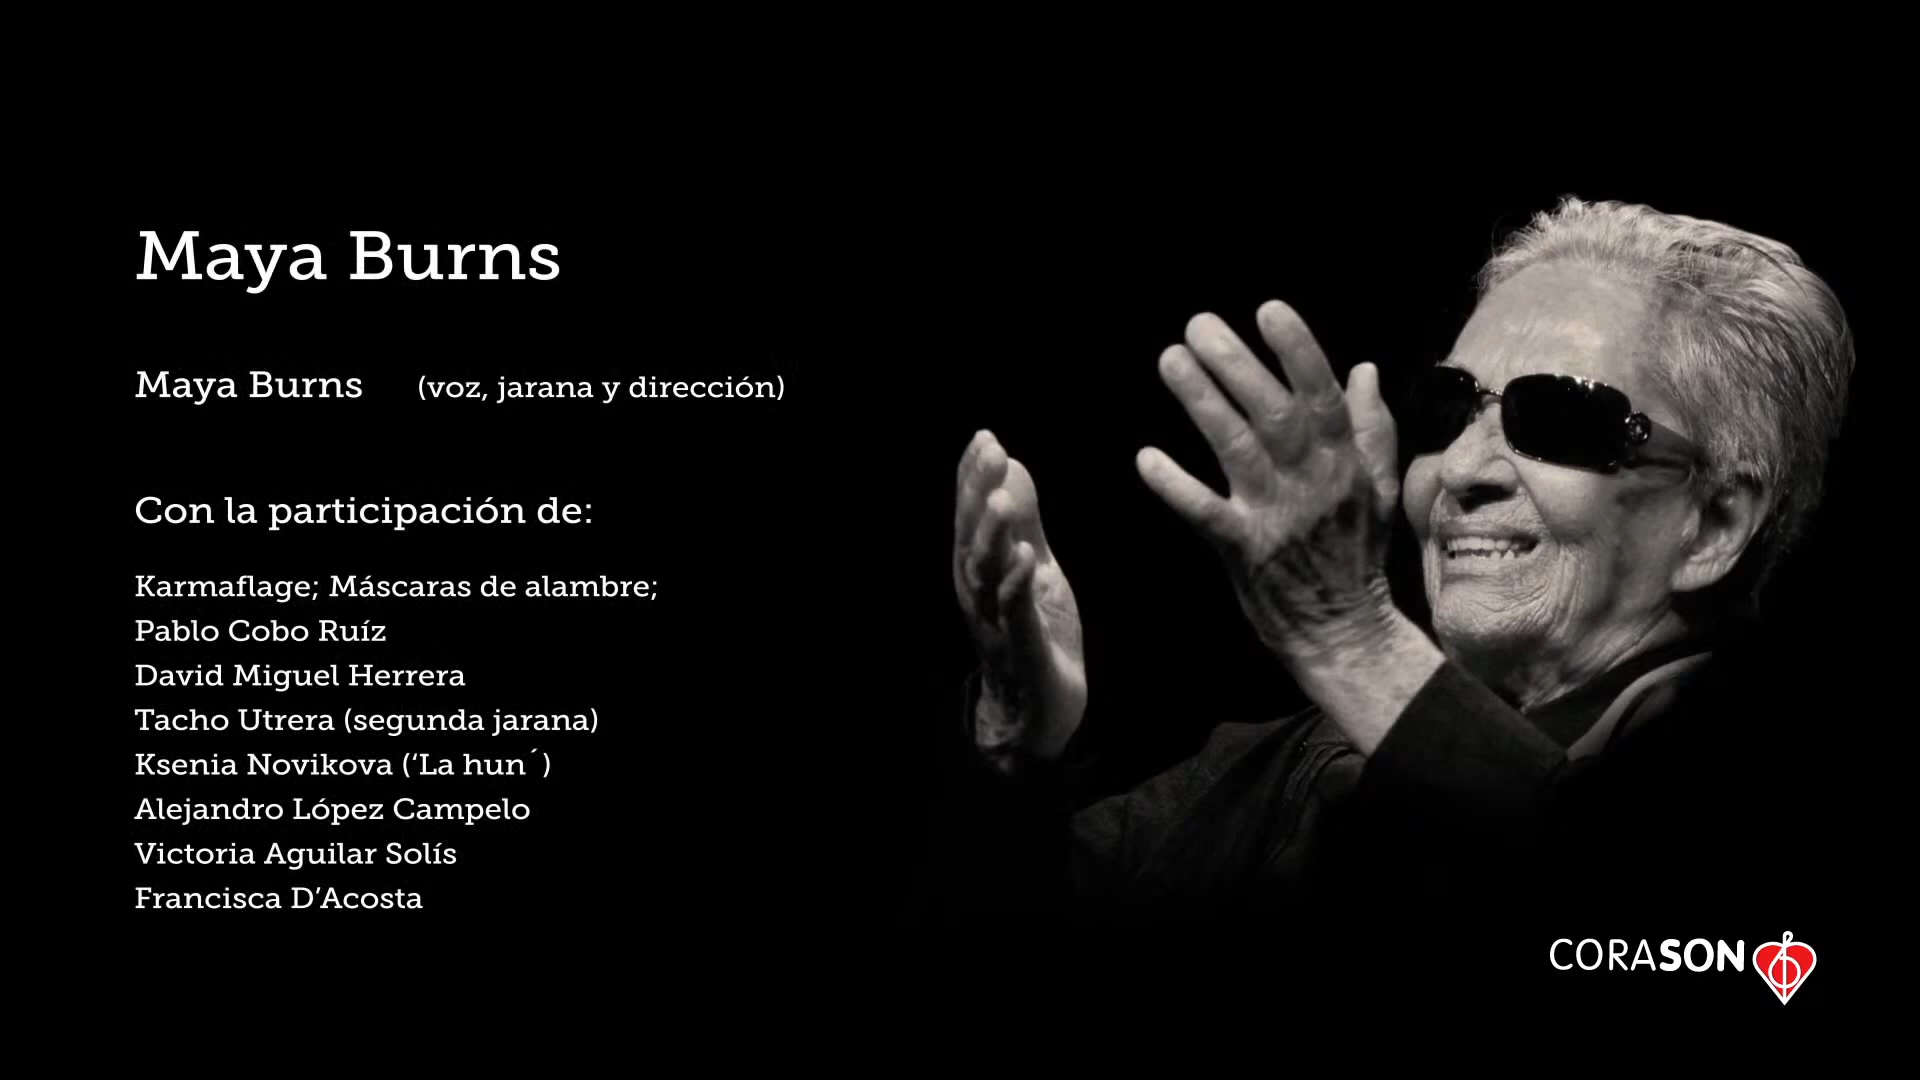 Maya Burns
Maya Burns (voz, jarana y dirección)
Con la participación de:
Karmaflage; Máscaras de alambre;
Pablo Cobo Ruíz
David Miguel Herrera
Tacho Utrera (segunda jarana)
Ksenia Novikova (‘La hun´)
Alejandro López Campelo
Victoria Aguilar Solís
Francisca D’Acosta
CORASON